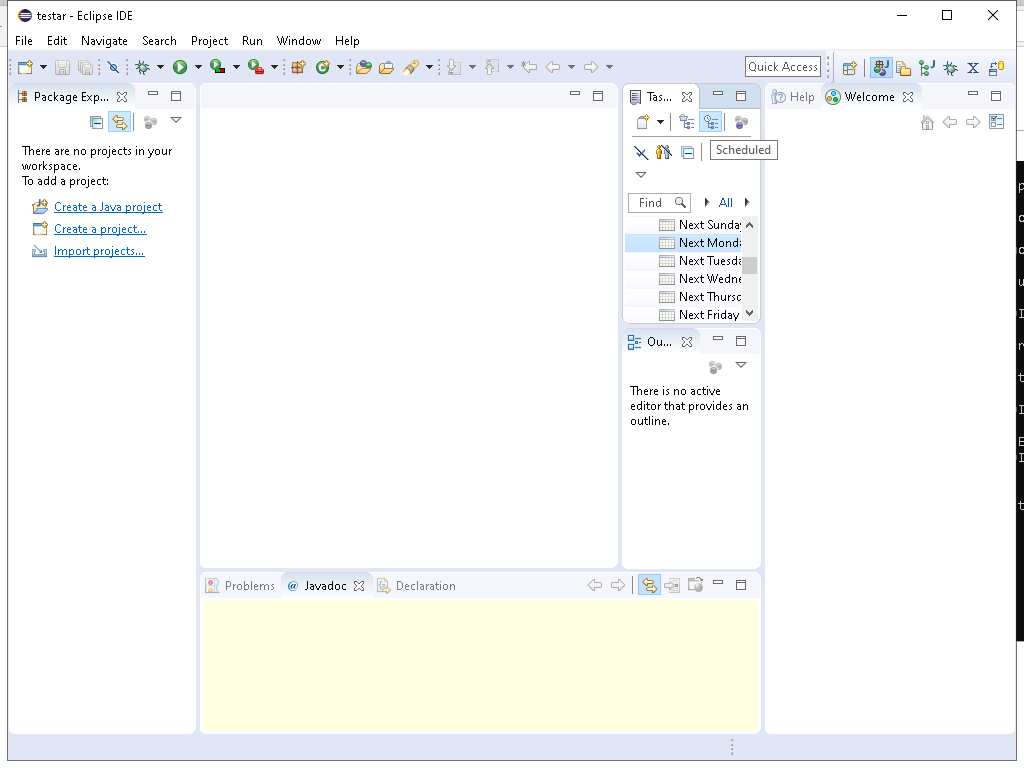 testar - Eclipse IDE
File Edit Navigate Search Project Run Window Help
Quick Access
Package Exp...
There are no projects in your
workspace.
To add a project:
Create a Java project
Create a project...
Import projects...
Tas...
Scheduled
Find
All
Next Sunday
Next Monda
Next Tuesda
Next Wedne
Next Thursd
Next Friday
Ou...
There is no active
editor that provides an
outline.
Help
Welcome
Problems
@ Javadoc
Declaration